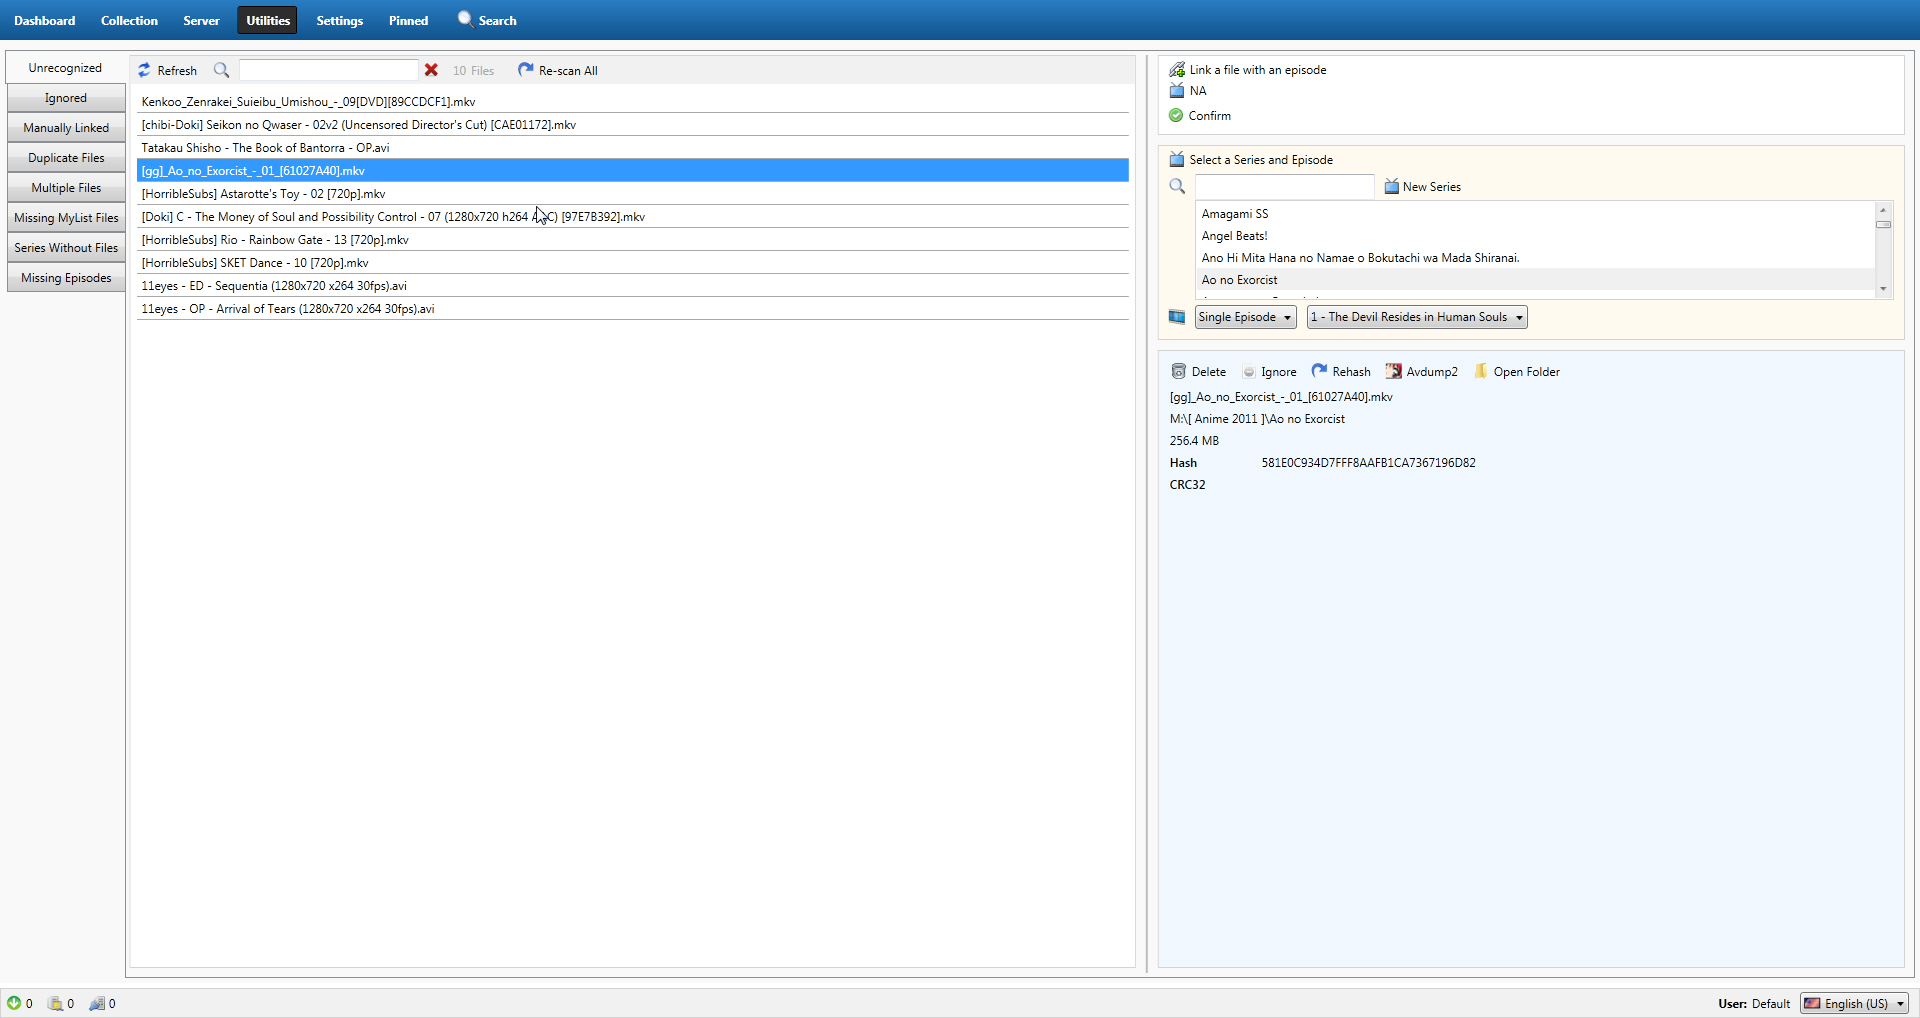 Dashboard Collection Server Utilities Settings Pinned Search
Unrecognized
Ignored
Manually Linked
Duplicate Files
Multiple Files
Missing MyList Files
Series Without Files
Missing Episodes
Refresh 10 Files Re-scan All
Kenkoo_Zenrakei_Suieibu_Umishou_-_09[DVD][89CCDCF1].mkv
[chibi-Doki] Seikon no Qwaser - 02v2 (Uncensored Director's Cut) [CAE01172].mkv
Tatakau Shisho - The Book of Bantorra - OP.avi
[gg]_Ao_no_Exorcist_-_01_[61027A40].mkv
[HorribleSubs] Astarotte's Toy - 02 [720p].mkv
[Doki] C - The Money of Soul and Possibility Control - 07 (1280x720 h264 [97E7B392].mkv
[HorribleSubs] Rio - Rainbow Gate - 13 [720p].mkv
[HorribleSubs] SKET Dance - 10 [720p].mkv
11eyes - ED - Sequentia (1280x720 x264 30fps).avi
11eyes - OP - Arrival of Tears (1280x720 x264 30fps).avi
Link a file with an episode
NA
Confirm
Select a Series and Episode
New Series
Amagami SS
Angel Beats!
Ano Hi Mita Hana no Namae o Bokutachi wa Mada Shiranai.
Ao no Exorcist
Single Episode 1 - The Devil Resides in Human Souls
Delete Ignore Rehash Avdump2 Open Folder
[gg]_Ao_no_Exorcist_-_01_[61027A40].mkv
M:\[ Anime 2011 ]\Ao no Exorcist
256.4 MB
Hash 581E0C934D7FFF8AAFB1CA7367196D82
CRC32
0 0 0
User: Default English (US)